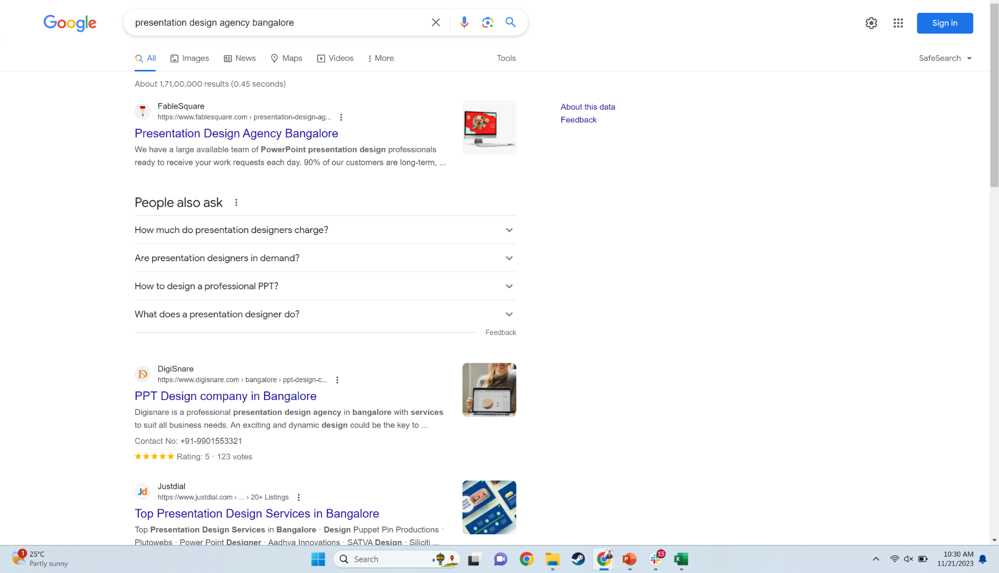 Google
presentation design agency bangalore
Sign in
All
Images
News
Maps
Videos
More
Tools
SafeSearch
About 1,71,00,000 results (0.45 seconds)
FableSquare
https://www.fablesquare.com › presentation-design-ag...
Presentation Design Agency Bangalore
We have a large available team of PowerPoint presentation design professionals
ready to receive your work requests each day. 90% of our customers are long-term, ...
About this data
Feedback
People also ask
How much do presentation designers charge?
Are presentation designers in demand?
How to design a professional PPT?
What does a presentation designer do?
Feedback
DigiSnare
https://www.digisnare.com › bangalore › ppt-design-c...
PPT Design company in Bangalore
Digisnare is a professional presentation design agency in bangalore with services
to suit all business needs. An exciting and dynamic design could be the key to ...
Contact No: +91-9901553321
Rating: 5 · 123 votes
Jd
Justdial
https://www.justdial.com › ... › 20+ Listings
Top Presentation Design Services in Bangalore
Top Presentation Design Services in Bangalore · Design Puppet Pin Productions ·
Plutowebs · Power Point Designer · Aadhya Innovations · SATVA Design · Siliciti ...
1
25°C
Partly sunny
Search
15
10:30 AM
11/21/2023